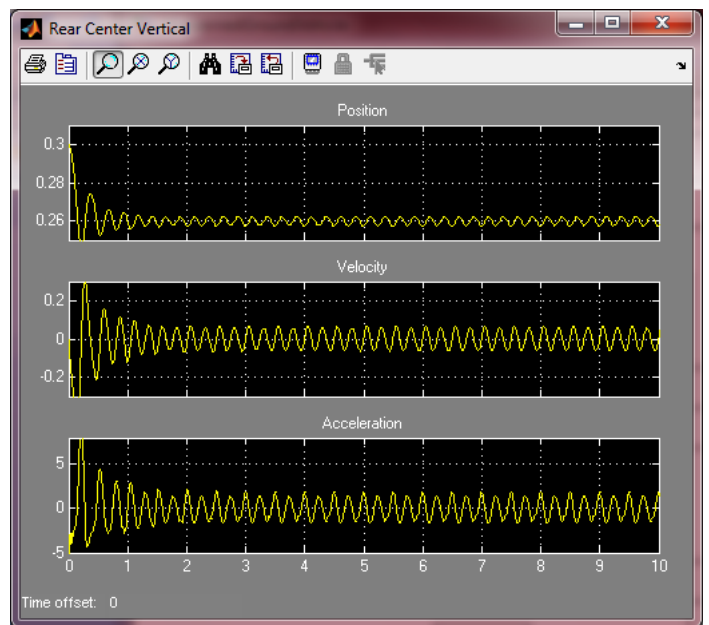 Rear Center Vertical
Position
0.3
0.28
0.26
Velocity
0.2
0
-0.2
Acceleration
5
0
-5
0 1 2 3 4 5 6 7 8 9 10
Time offset: 0